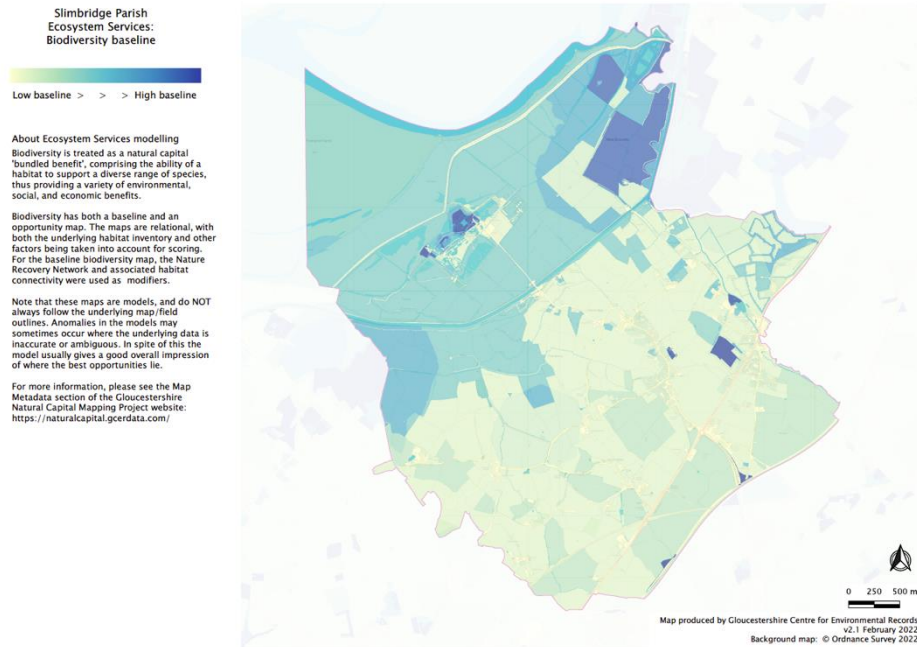 Slimbridge Parish
Ecosystem Services:
Biodiversity baseline
Low baseline > > > High baseline
About Ecosystem Services modelling
Biodiversity is treated as a natural capital
'bundled benefit', comprising the ability of a
habitat to support a diverse range of species,
thus providing a variety of environmental,
social, and economic benefits.
Biodiversity has both a baseline and an
opportunity map. The maps are relational, with
both the underlying habitat inventory and other
factors being taken into account for scoring.
For the baseline biodiversity map, the Nature
Recovery Network and associated habitat
connectivity were used as modifiers.
Note that these maps are models, and do NOT
always follow the underlying map/field
outlines. Anomalies in the models may
sometimes occur where the underlying data is
inaccurate or ambiguous. In spite of this the
model usually gives a good overall impression
of where the best opportunities lie.
For more information, please see the Map
Metadata section of the Gloucestershire
Natural Capital Mapping Project website:
https://naturalcapital.gcerdata.com/
0 250 500 m
Map produced by Gloucestershire Centre for Environmental Records
v2.1 February 2022
Background map: © Ordnance Survey 2022